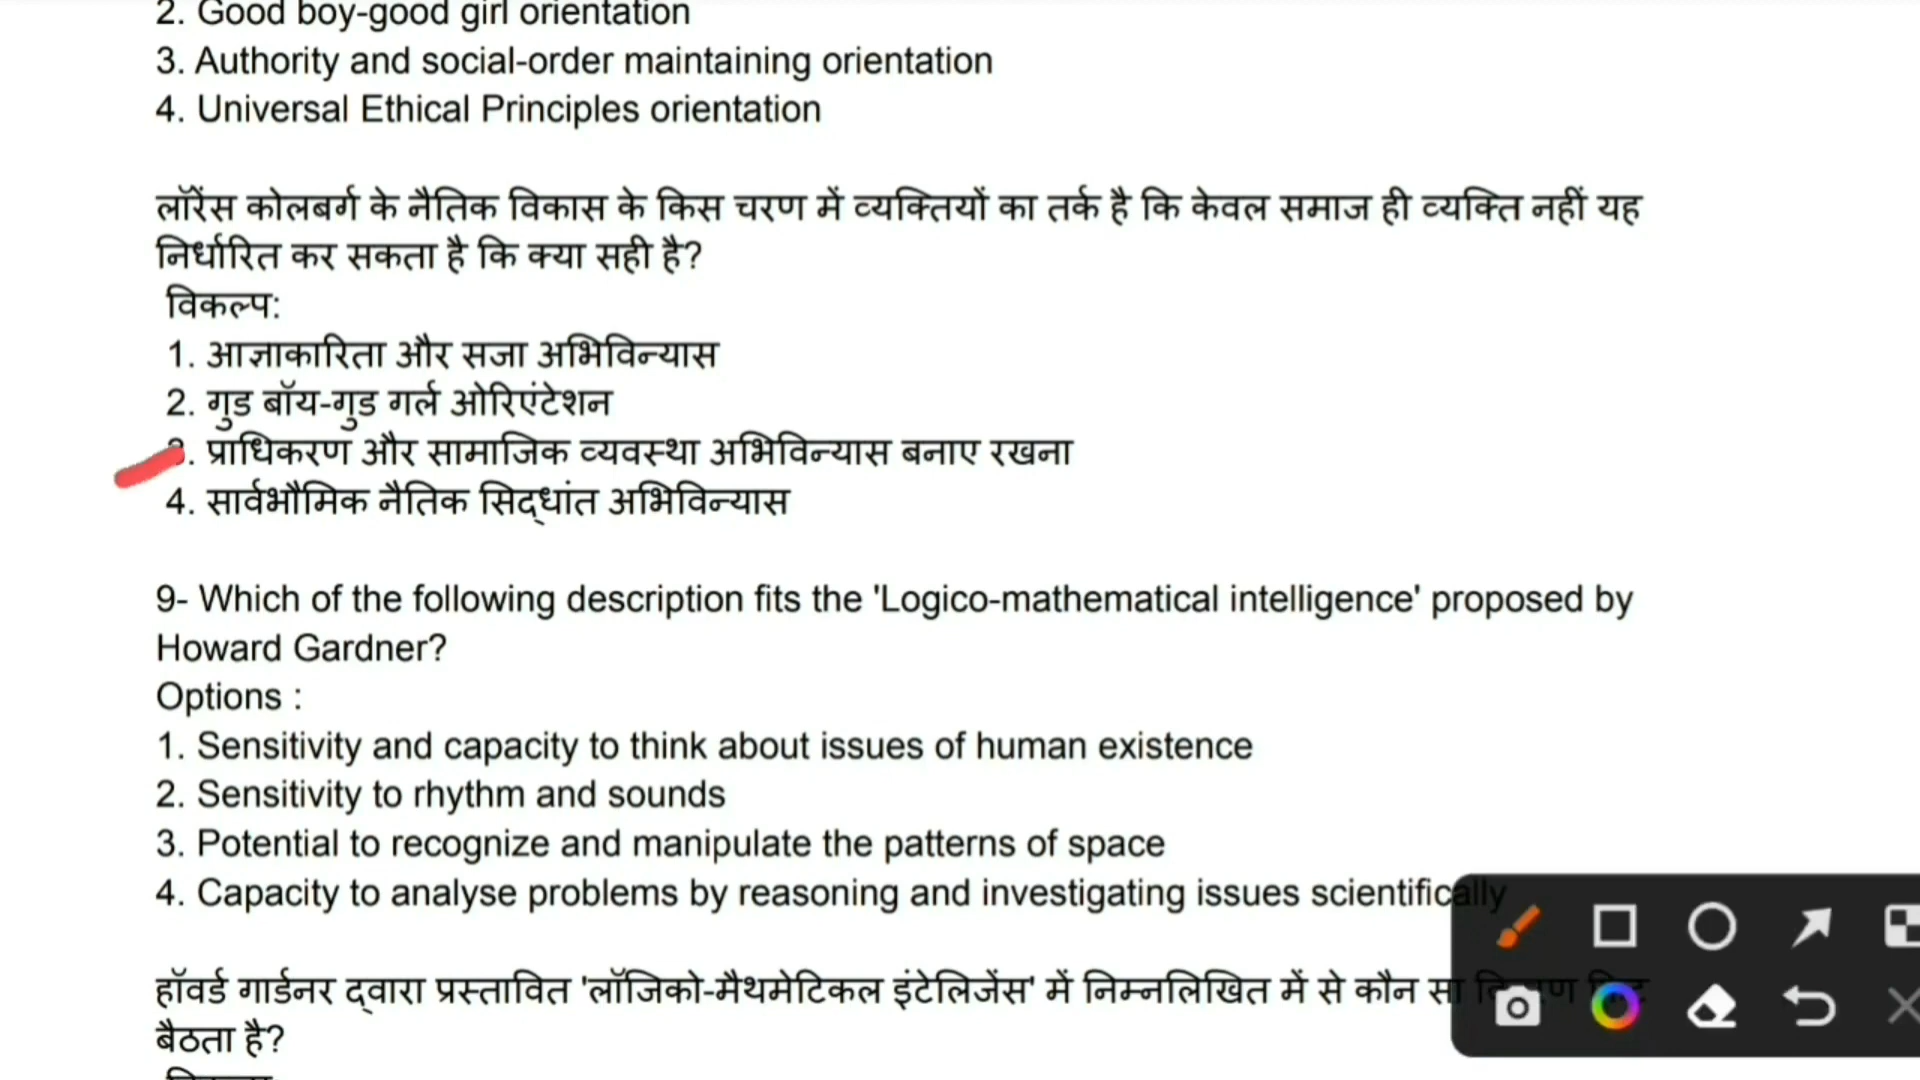 2. Good boy-good girl orientation
3. Authority and social-order maintaining orientation
4. Universal Ethical Principles orientation
लॉरेंस कोलबर्ग के नैतिक विकास के किस चरण में व्यक्तियों का तर्क है कि केवल समाज ही व्यक्ति नहीं यह
निर्धारित कर सकता है कि क्या सही है?
विकल्प:
1. आज्ञाकारिता और सजा अभिविन्यास
2. गुड बॉय-गुड गर्ल ओरिएंटेशन
3. प्राधिकरण और सामाजिक व्यवस्था अभिविन्यास बनाए रखना
4. सार्वभौमिक नैतिक सिद्धांत अभिविन्यास
9- Which of the following description fits the 'Logico-mathematical intelligence' proposed by
Howard Gardner?
Options :
1. Sensitivity and capacity to think about issues of human existence
2. Sensitivity to rhythm and sounds
3. Potential to recognize and manipulate the patterns of space
4. Capacity to analyse problems by reasoning and investigating issues scientifically
हॉवर्ड गार्डनर द्वारा प्रस्तावित 'लॉजिको-मैथमेटिकल इंटेलिजेंस' में निम्नलिखित में से कौन सा
बैठता है?